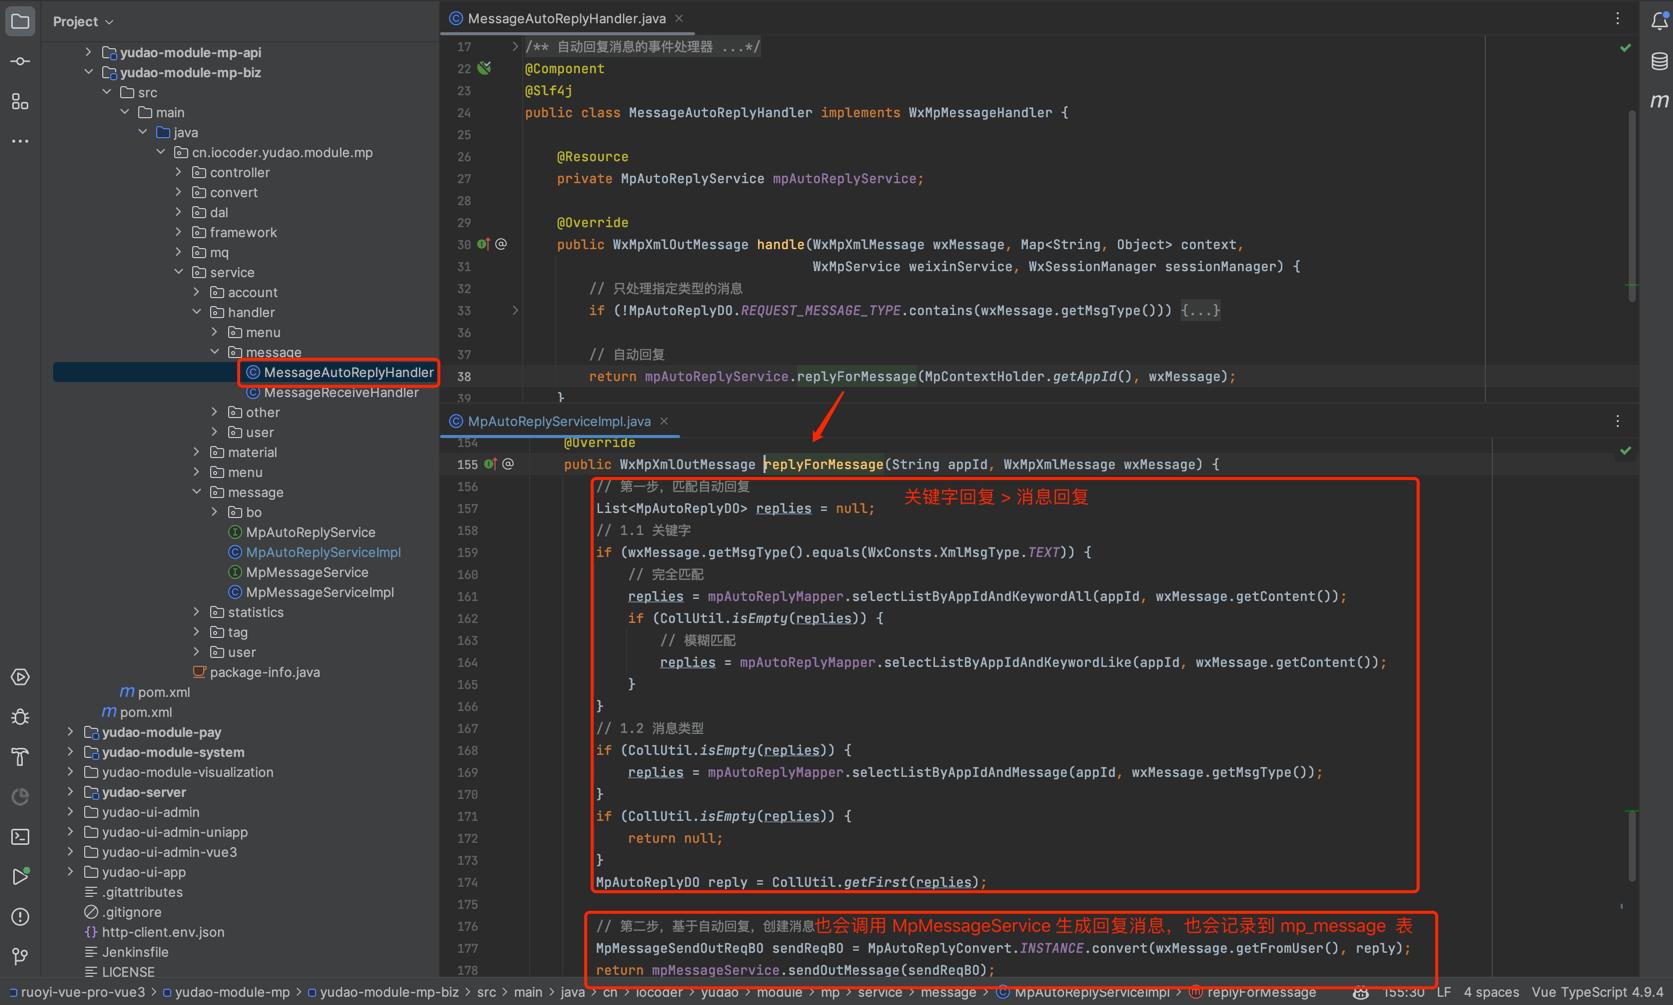 Project
yudao-module-mp-api
yudao-module-mp-biz
src
main
java
cn.iocoder.yudao.module.mp
controller
convert
dal
framework
mq
service
account
handler
menu
message
MessageAutoReplyHandler
MessageReceiveHandler
other
user
material
menu
message
bo
MpAutoReplyService
MpAutoReplyServiceImpl
MpMessageService
MpMessageServiceImpl
statistics
tag
user
package-info.java
pom.xml
pom.xml
yudao-module-pay
yudao-module-system
yudao-module-visualization
yudao-server
yudao-ui-admin
yudao-ui-admin-uniapp
yudao-ui-admin-vue3
yudao-ui-app
.gitattributes
.gitignore
http-client.env.json
Jenkinsfile
LICENSE
MessageAutoReplyHandler.java
17 /** 自动回复消息的事件处理器 ...*/
22 @Component
23 @Slf4j
24 public class MessageAutoReplyHandler implements WxMpMessageHandler {
25
26 @Resource
27 private MpAutoReplyService mpAutoReplyService;
28
29 @Override
30 public WxMpXmlOutMessage handle(WxMpXmlMessage wxMessage, Map<String, Object> context,
31 WxMpService weixinService, WxSessionManager sessionManager) {
32 // 只处理指定类型的消息
33 if (!MpAutoReplyDO.REQUEST_MESSAGE_TYPE.contains(wxMessage.getMsgType())) {...}
36
37 // 自动回复
38 return mpAutoReplyService.replyForMessage(MpContextHolder.getAppId(), wxMessage);
39 }
MpAutoReplyServiceImpl.java
154 @Override
155 public WxMpXmlOutMessage replyForMessage(String appId, WxMpXmlMessage wxMessage) {
156 // 第一步，匹配自动回复
关键字回复 > 消息回复
157 List<MpAutoReplyDO> replies = null;
158 // 1.1 关键字
159 if (wxMessage.getMsgType().equals(WxConsts.XmlMsgType.TEXT)) {
160 // 完全匹配
161 replies = mpAutoReplyMapper.selectListByAppIdAndKeywordAll(appId, wxMessage.getContent());
162 if (CollUtil.isEmpty(replies)) {
163 // 模糊匹配
164 replies = mpAutoReplyMapper.selectListByAppIdAndKeywordLike(appId, wxMessage.getContent());
165 }
166 }
167 // 1.2 消息类型
168 if (CollUtil.isEmpty(replies)) {
169 replies = mpAutoReplyMapper.selectListByAppIdAndMessage(appId, wxMessage.getMsgType());
170 }
171 if (CollUtil.isEmpty(replies)) {
172 return null;
173 }
174 MpAutoReplyDO reply = CollUtil.getFirst(replies);
175
176 // 第二步，基于自动回复，创建消息也会调用 MpMessageService 生成回复消息，也会记录到 mp_message 表
177 MpMessageSendOutReqBO sendReqBO = MpAutoReplyConvert.INSTANCE.convert(wxMessage.getFromUser(), reply);
178 return mpMessageService.sendOutMessage(sendReqBO);
ruoyi-vue-pro-vue3 > yudao-module-mp > yudao-module-mp-biz > src > main > java > cn > iocoder > yudao > module > mp > service > message > MpAutoReplyServiceImpl > replyForMessage
155:30 LF 4 spaces Vue TypeScript 4.9.4